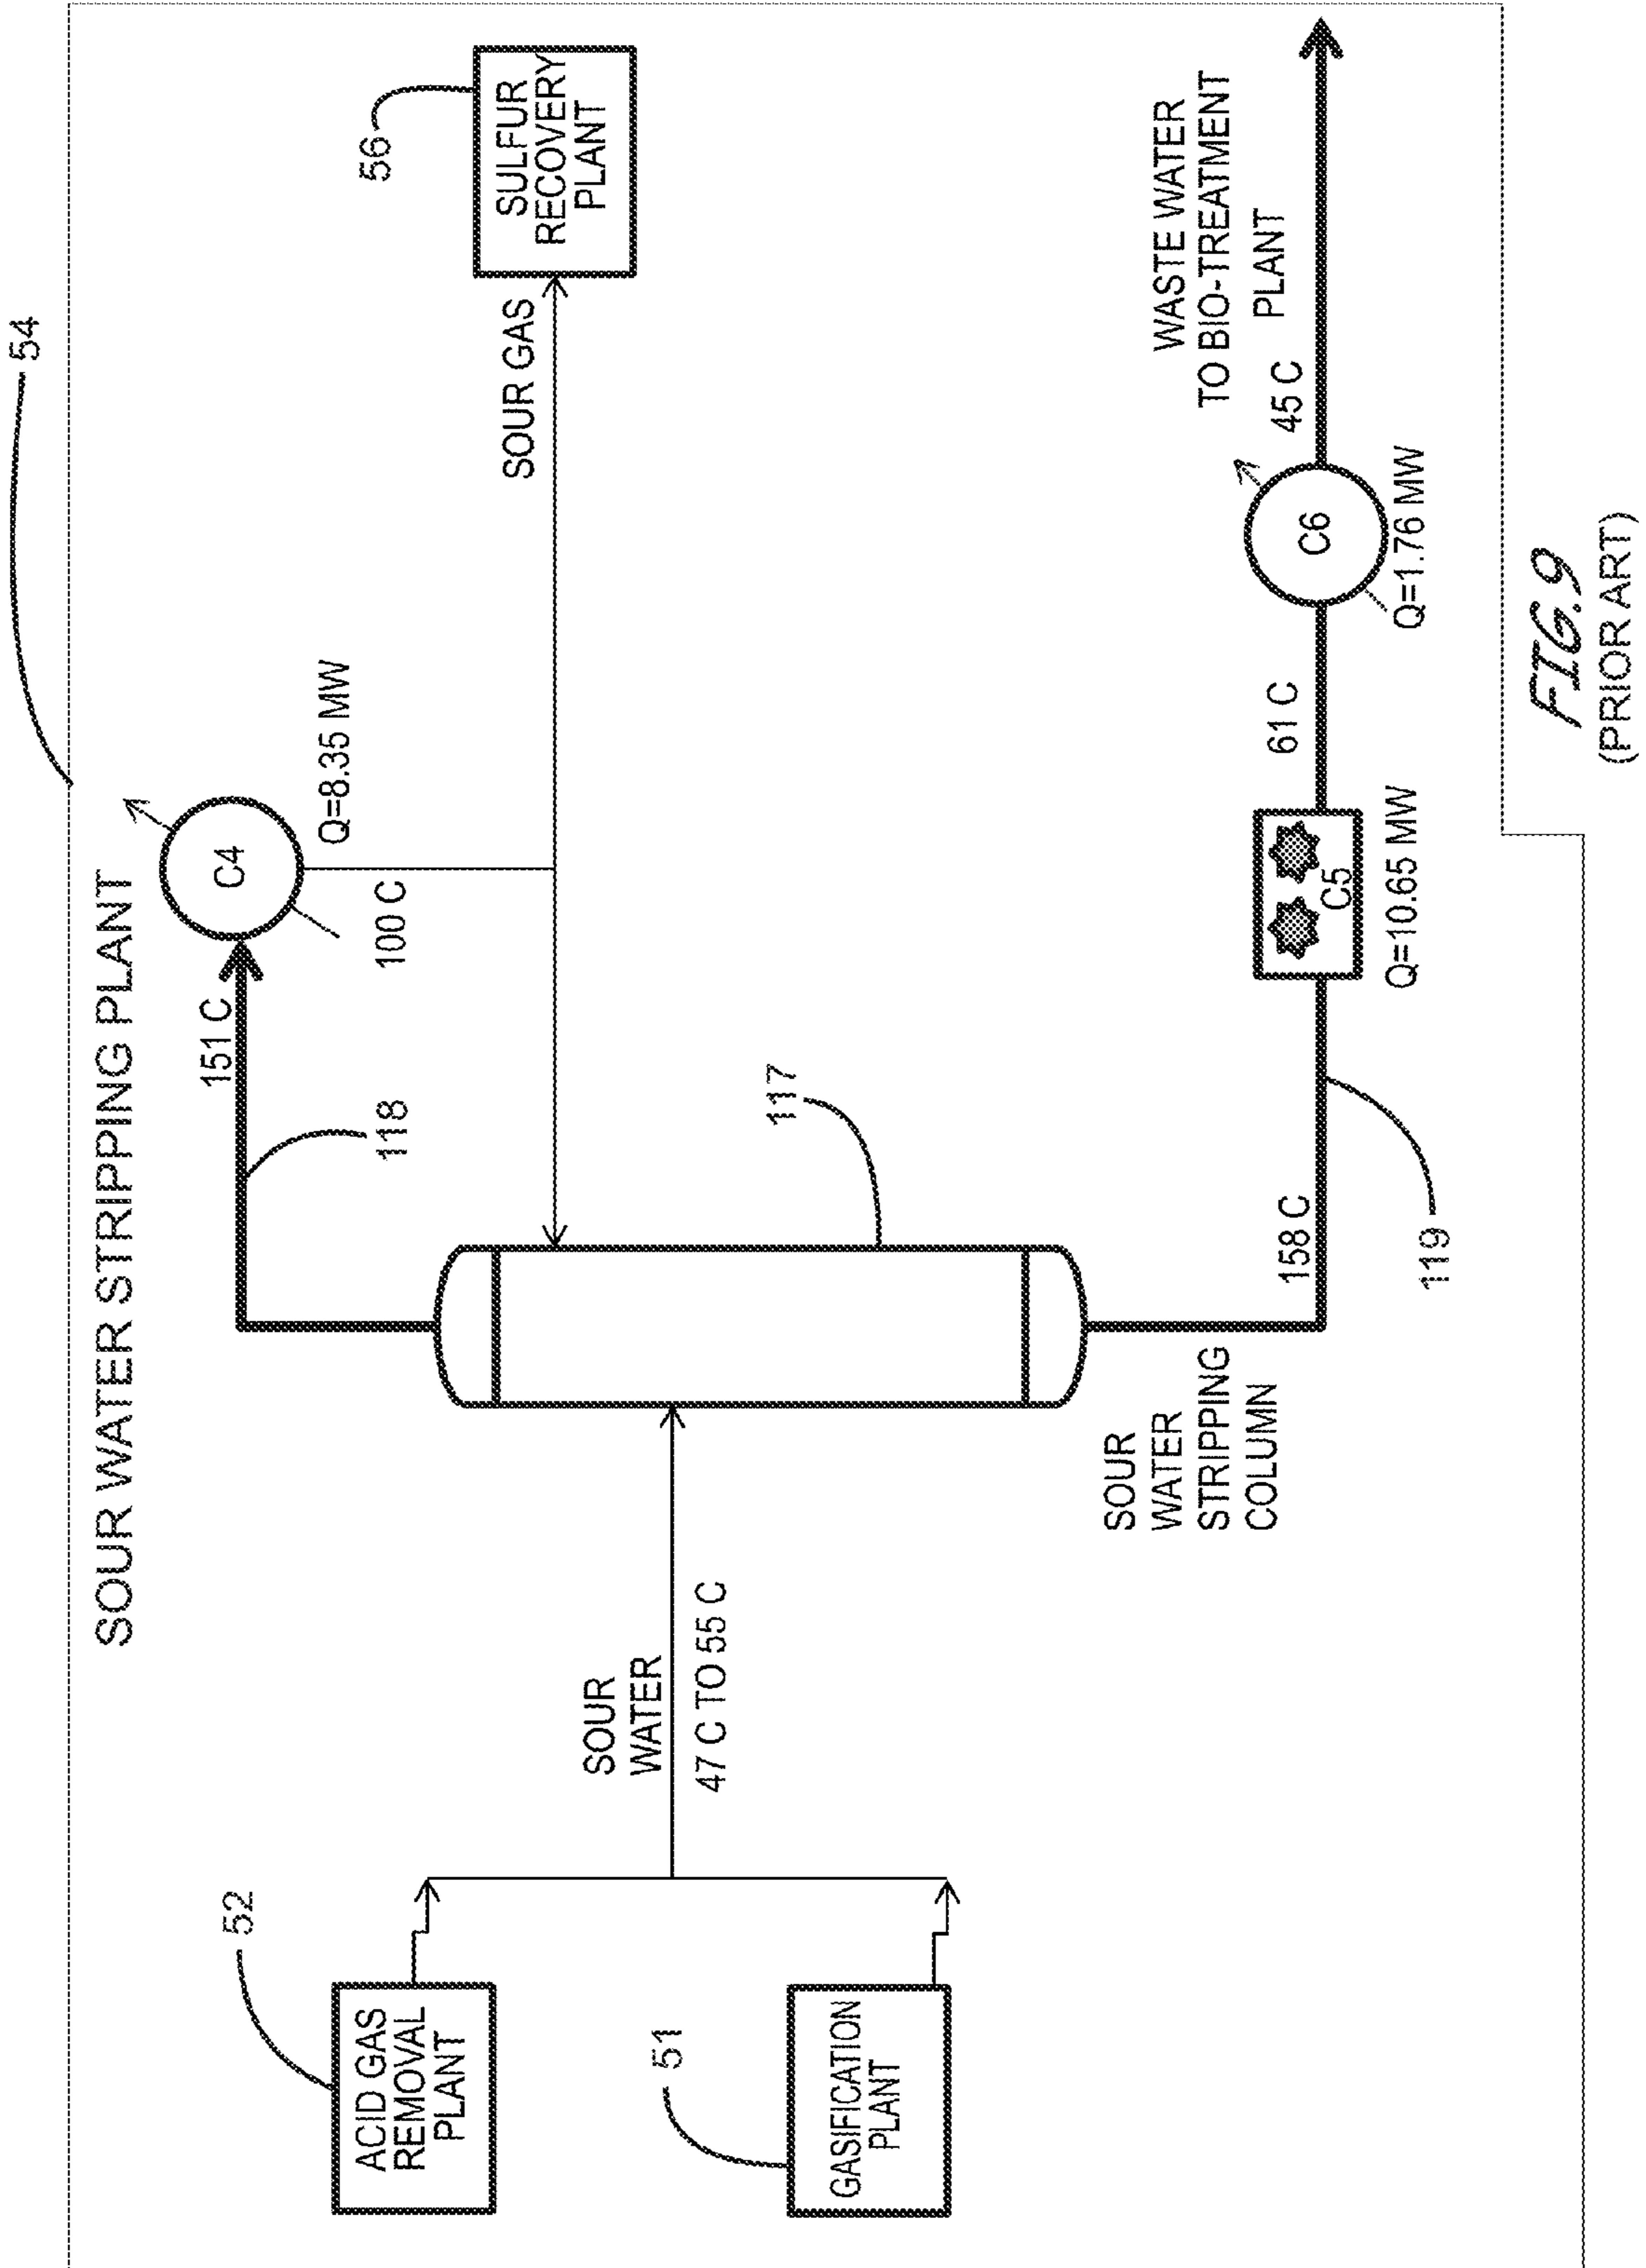 54
SOUR WATER STRIPPING PLANT
52
ACID GAS
REMOVAL
PLANT
51
GASIFICATION
PLANT
SOUR
WATER
47 C TO 55 C
118
151 C
C4
Q=8.35 MW
100 C
SOUR GAS
56
SULFUR
RECOVERY
PLANT
117
SOUR
WATER
STRIPPING
COLUMN
158 C
119
C5
Q=10.65 MW
61 C
C6
Q=1.76 MW
45 C
WASTE WATER
TO BIO-TREATMENT
PLANT
FIG.9
(PRIOR ART)